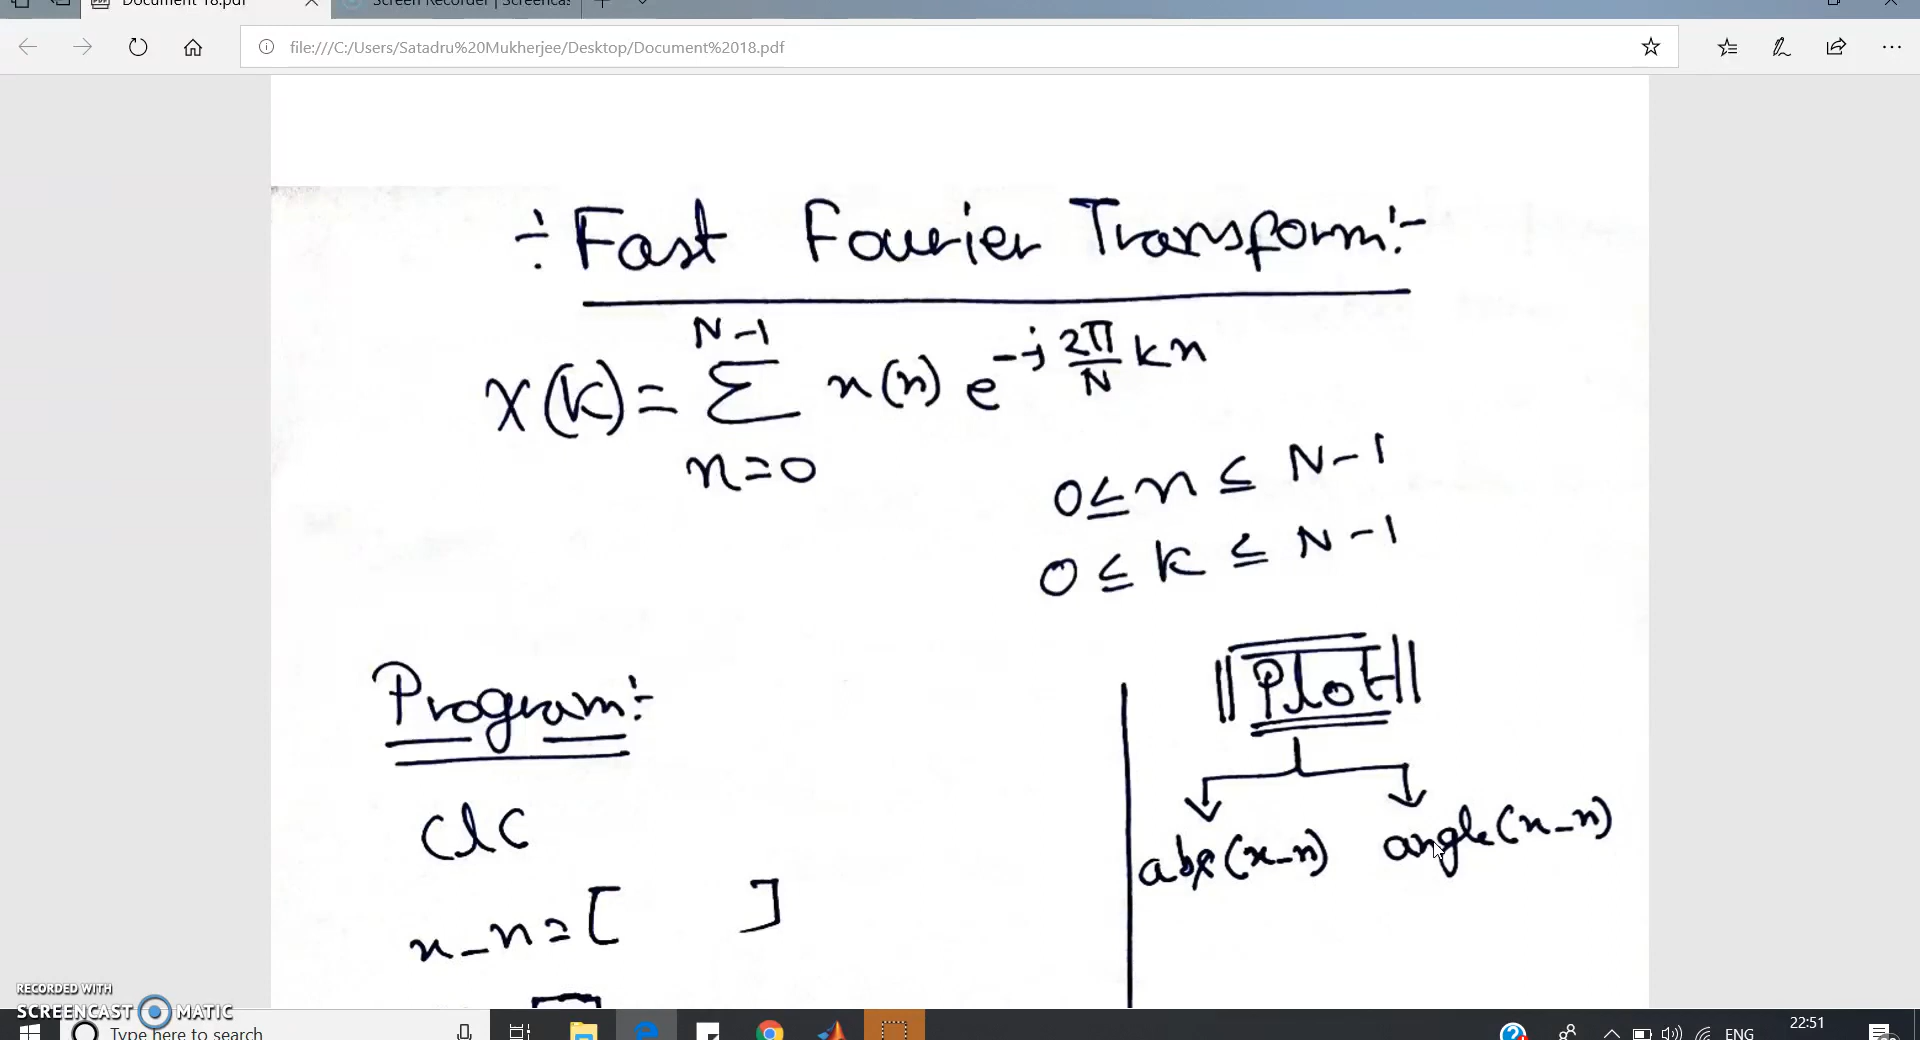 Document 18.pdf
Screen Recorder | Screencas
file:///C:/Users/Satadru%20Mukherjee/Desktop/Document%2018.pdf
÷ Fast Fourier Transform :-
X(k) = Σ x(n) e^{-j 2π/N kn}
N-1
n=0
0 ≤ n ≤ N-1
0 ≤ k ≤ N-1
Program :-
clc
x_n = [ ]
||Plot||
abs(x_n) angle(x_n)
RECORDED WITH
SCREENCAST MATIC
Type here to search
ENG
22:51